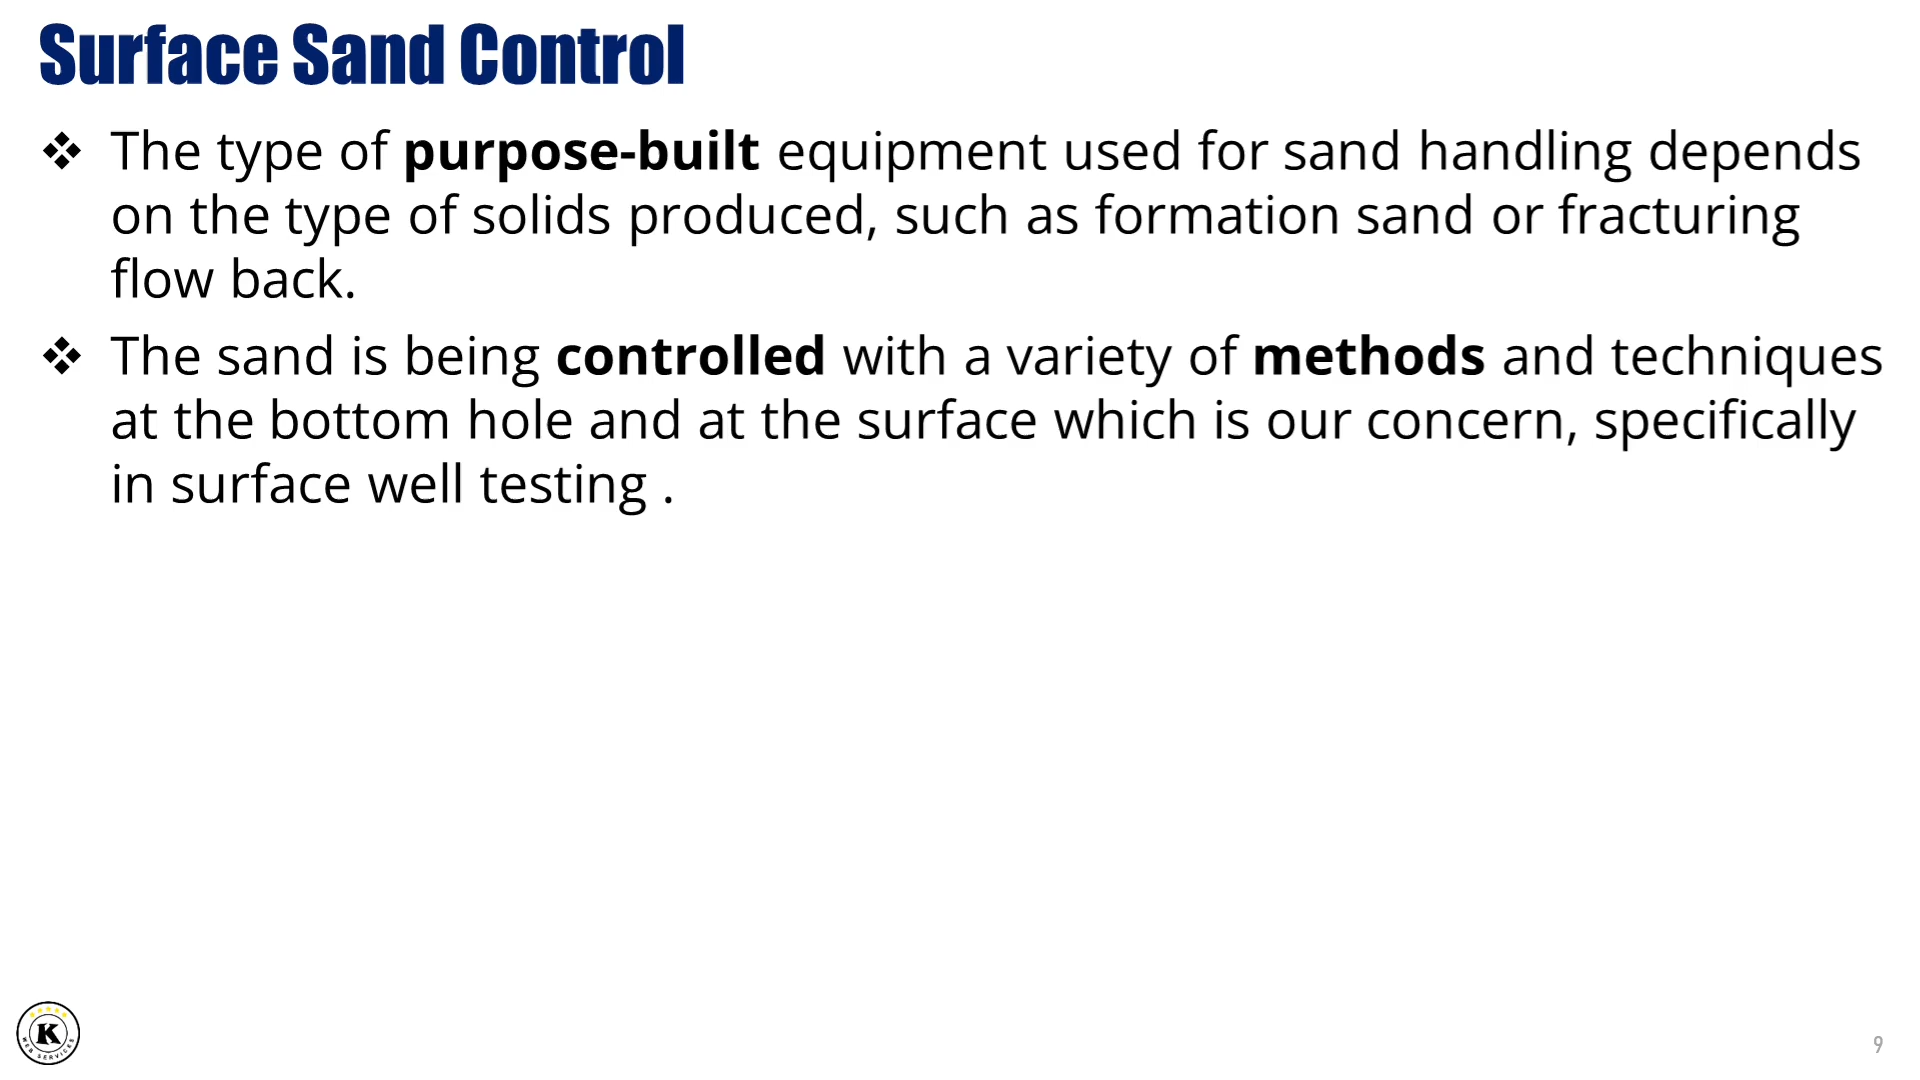 Surface Sand Control
❖ The type of purpose-built equipment used for sand handling depends
on the type of solids produced, such as formation sand or fracturing
flow back.
❖ The sand is being controlled with a variety of methods and techniques
at the bottom hole and at the surface which is our concern, specifically
in surface well testing .
K
WEB SERVICES
9